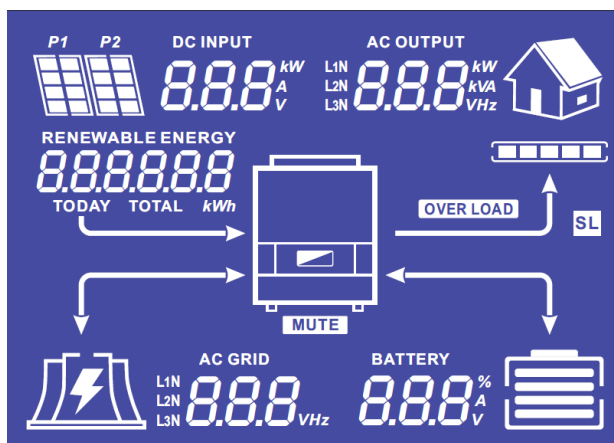 P1 P2
DC INPUT
8.8.8
kW
A
V
AC OUTPUT
L1N
L2N
L3N
8.8.8
kW
kVA
VHz
RENEWABLE ENERGY
8.8.8.8.8.8
TODAY TOTAL kWh
OVER LOAD
SL
MUTE
AC GRID
L1N
L2N
L3N
8.8.8
VHz
BATTERY
8.8.8
%
A
V